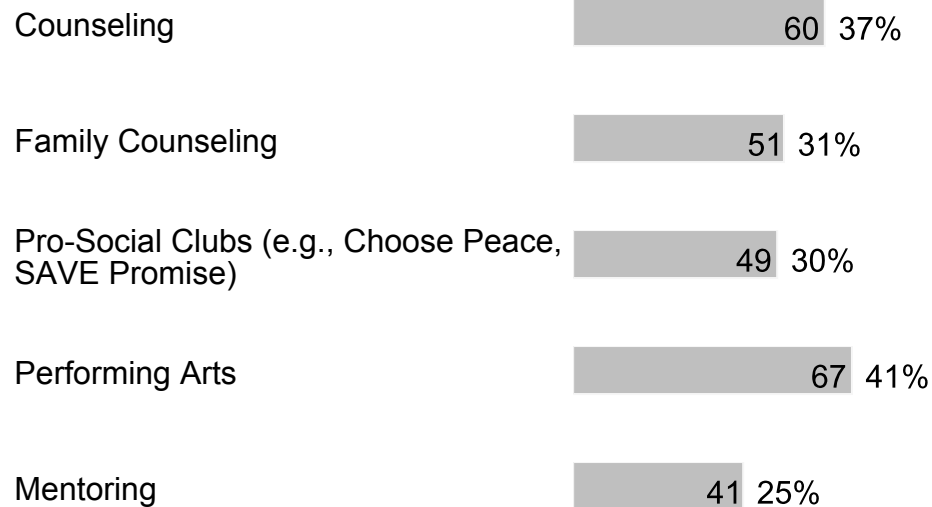 Counseling 60 37%
Family Counseling 51 31%
Pro-Social Clubs (e.g., Choose Peace,
SAVE Promise) 49 30%
Performing Arts 67 41%
Mentoring 41 25%